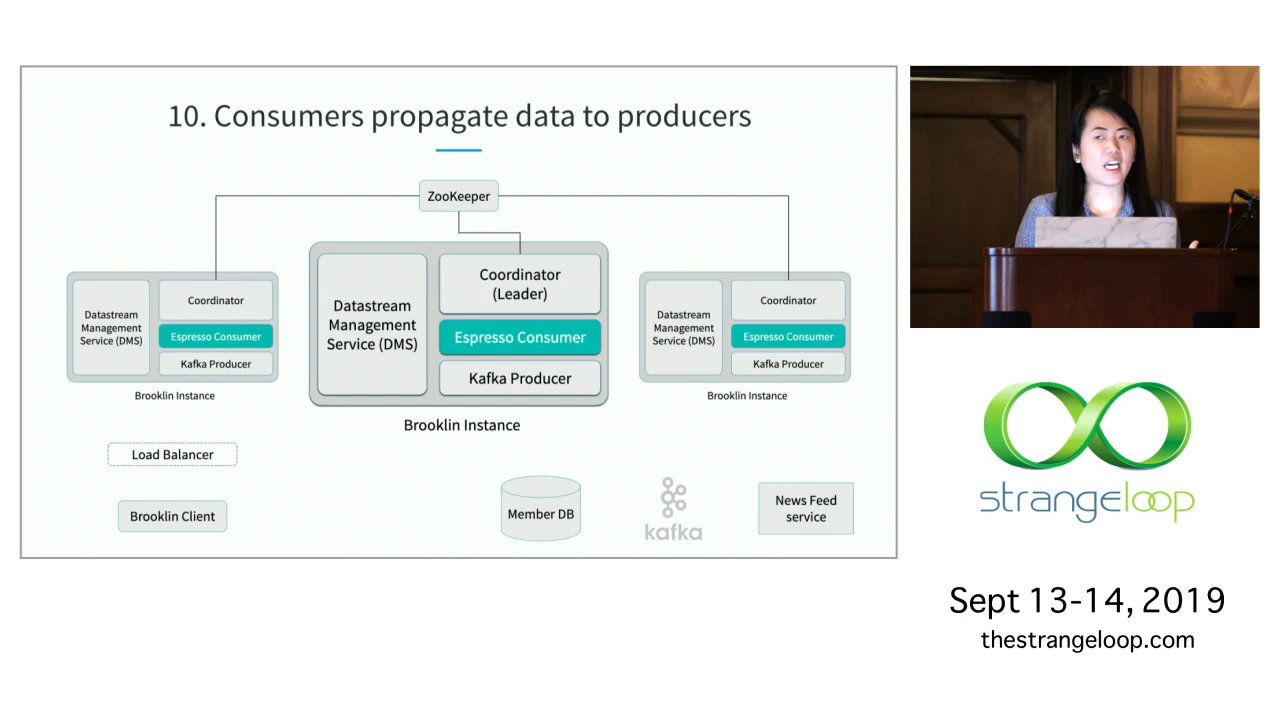 10. Consumers propagate data to producers
ZooKeeper
Datastream
Management
Service (DMS)
Coordinator
Espresso Consumer
Kafka Producer
Brooklin Instance
Datastream
Management
Service (DMS)
Coordinator
(Leader)
Espresso Consumer
Kafka Producer
Brooklin Instance
Datastream
Management
Service (DMS)
Coordinator
Espresso Consumer
Kafka Producer
Brooklin Instance
Load Balancer
Brooklin Client
Member DB
kafka
News Feed
service
strangeloop
Sept 13-14, 2019
thestrangeloop.com